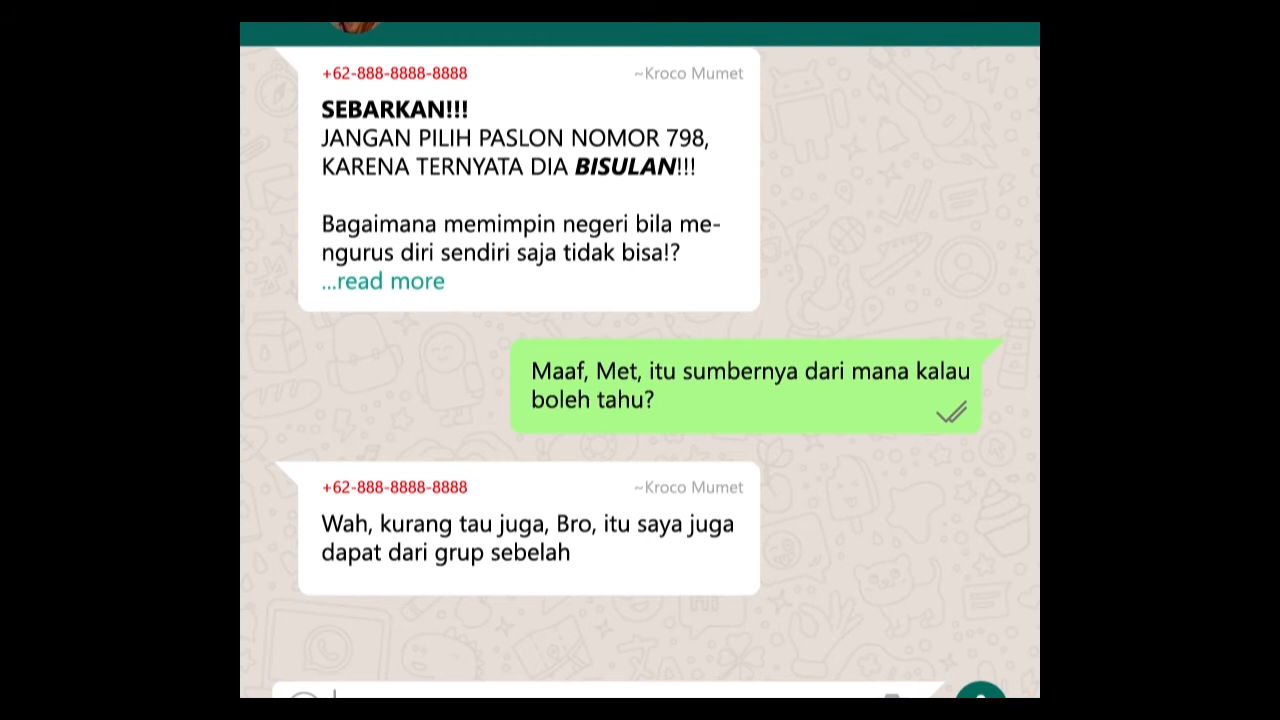 +62-888-8888-8888 ~Kroco Mumet
SEBARKAN!!!
JANGAN PILIH PASLON NOMOR 798,
KARENA TERNYATA DIA BISULAN!!!
Bagaimana memimpin negeri bila me-
ngurus diri sendiri saja tidak bisa!?
...read more
Maaf, Met, itu sumbernya dari mana kalau
boleh tahu?
+62-888-8888-8888 ~Kroco Mumet
Wah, kurang tau juga, Bro, itu saya juga
dapat dari grup sebelah